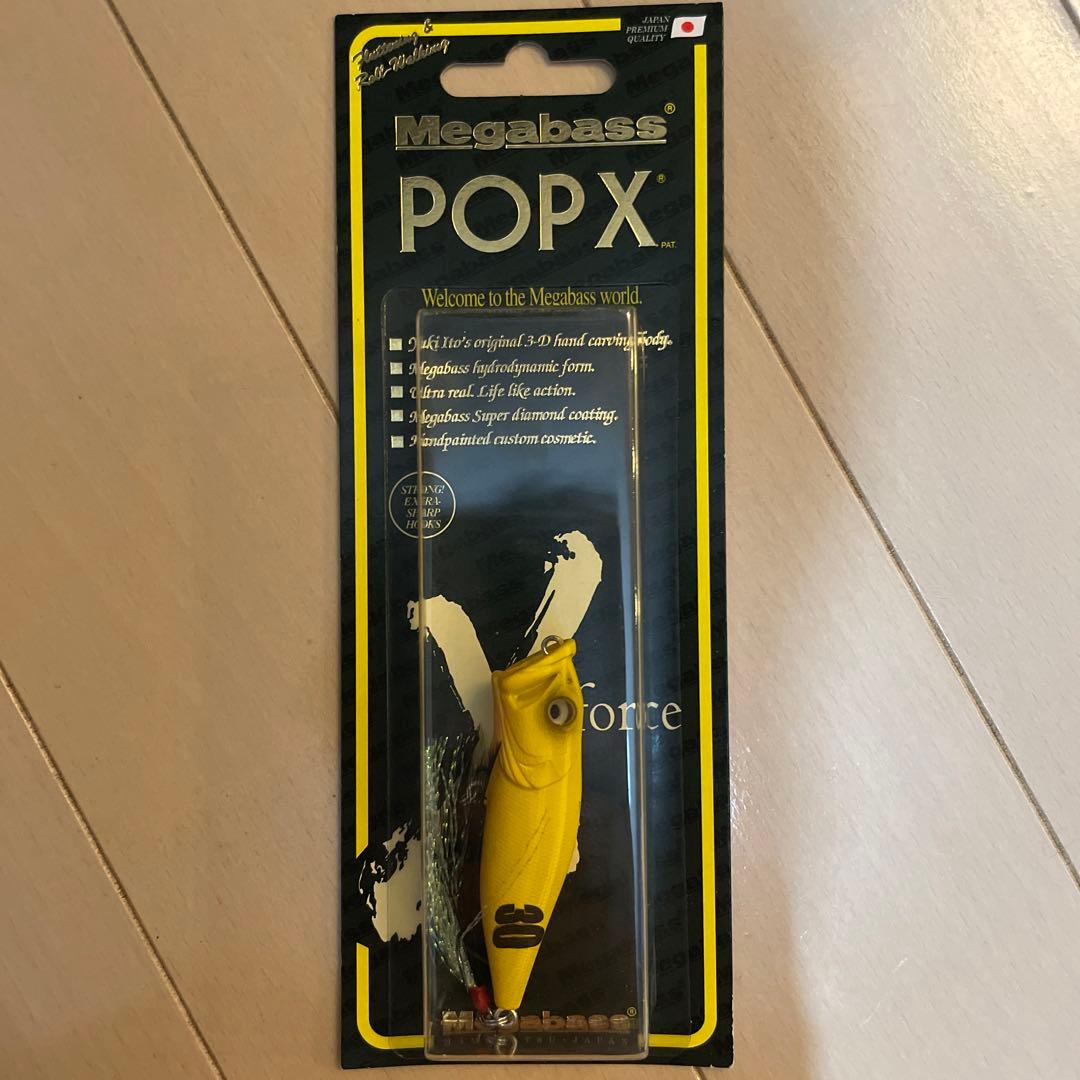 Fluttering &
Roll-Walking
JAPAN
PREMIUM
QUALITY
Megabass®
POP X®
PAT.
Welcome to the Megabass world.
Yuki Ito's original 3-D hand carving body.
Megabass hydrodynamic form.
Ultra real. Life like action.
Megabass Super diamond coating.
Handpainted custom cosmetic.
STRONG!
EXTRA-
SHARP
HOOKS
force
30
Megabass®